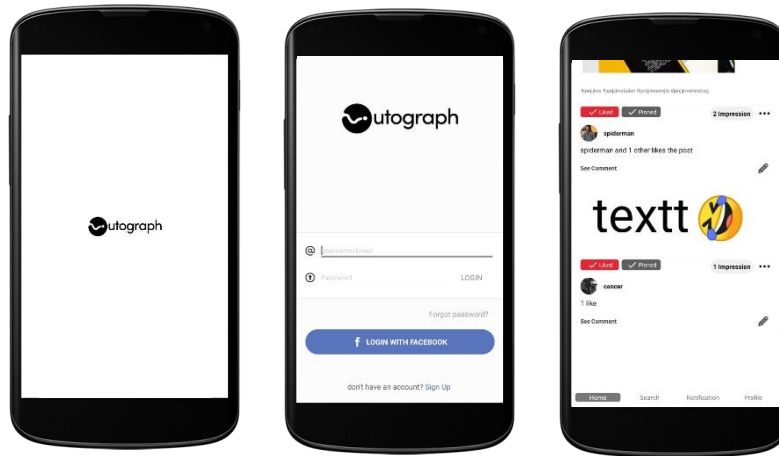 utograph
utograph
Username/Email
Password
LOGIN
Forgot password?
f LOGIN WITH FACEBOOK
don't have an account? Sign Up
Liked
Pinned
2 Impression
spiderman
spiderman and 1 other likes the post
See Comment
textt
Liked
Pinned
1 Impression
cancer
1 like
See Comment
Home
Search
Notification
Profile